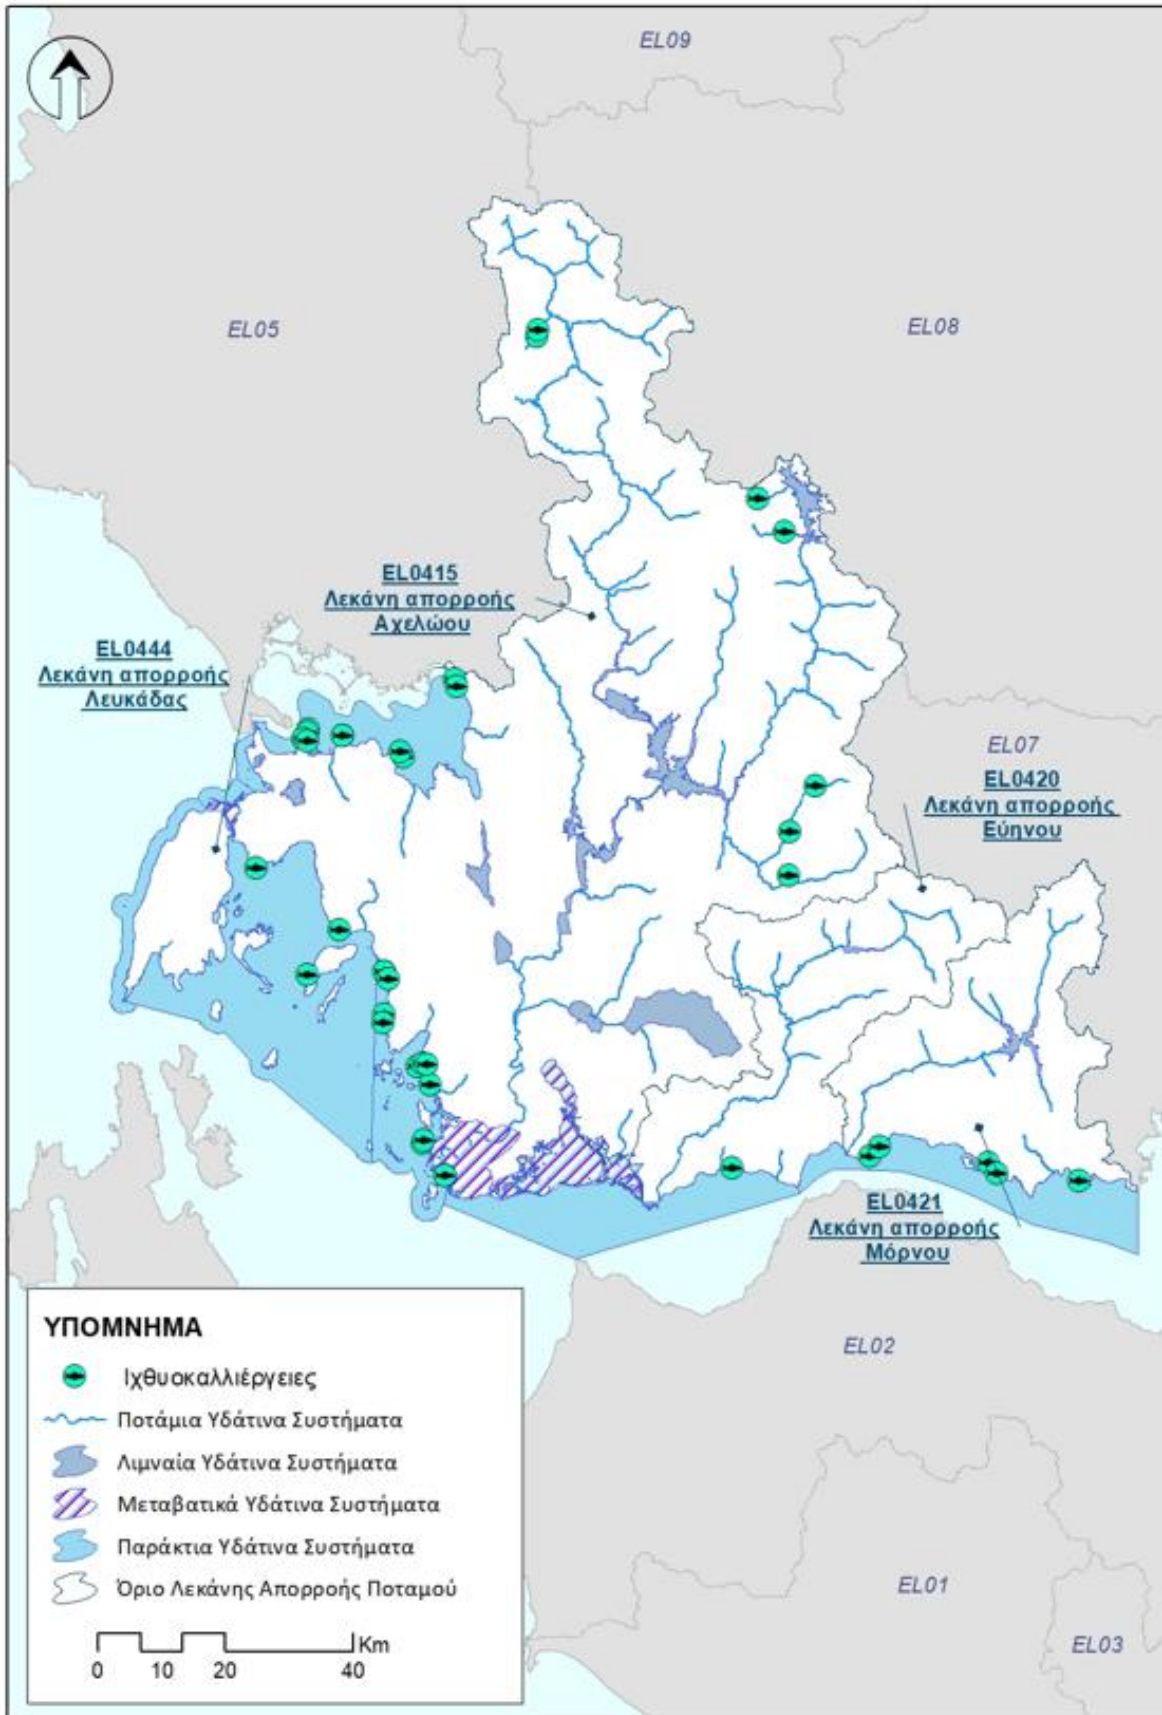 EL09
EL05
EL08
EL0415
Λεκάνη απορροής
Αχελώου
EL0444
Λεκάνη απορροής
Λευκάδας
EL07
EL0420
Λεκάνη απορροής
Εύηνου
EL0421
Λεκάνη απορροής
Μόρνου
EL02
ΥΠΟΜΝΗΜΑ
Ιχθυοκαλλιέργειες
Ποτάμια Υδάτινα Συστήματα
Λιμναία Υδάτινα Συστήματα
Μεταβατικά Υδάτινα Συστήματα
Παράκτια Υδάτινα Συστήματα
Όριο Λεκάνης Απορροής Ποταμού
Km
0 10 20 40
EL01
EL03